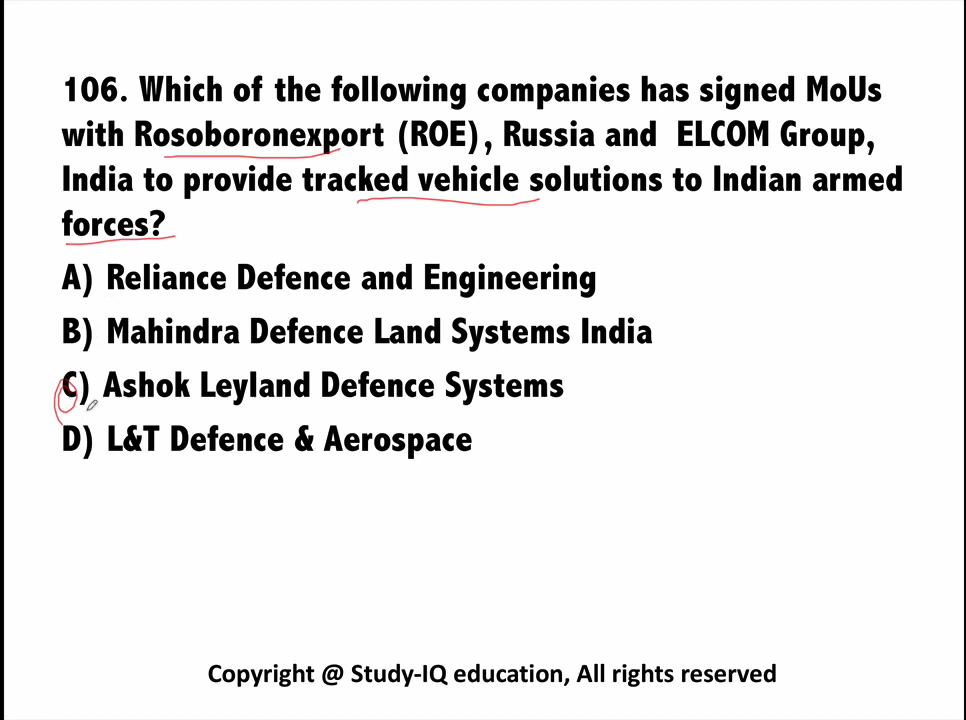 106. Which of the following companies has signed MoUs
with Rosoboronexport (ROE), Russia and ELCOM Group,
India to provide tracked vehicle solutions to Indian armed
forces?
A) Reliance Defence and Engineering
B) Mahindra Defence Land Systems India
C) Ashok Leyland Defence Systems
D) L&T Defence & Aerospace
Copyright @ Study-IQ education, All rights reserved